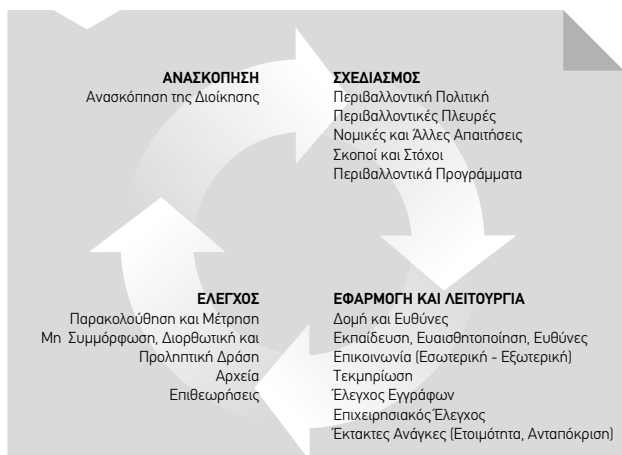 ΑΝΑΣΚΟΠΗΣΗ
Ανασκόπηση της Διοίκησης
ΣΧΕΔΙΑΣΜΟΣ
Περιβαλλοντική Πολιτική
Περιβαλλοντικές Πλευρές
Νομικές και Άλλες Απαιτήσεις
Σκοποί και Στόχοι
Περιβαλλοντικά Προγράμματα
ΕΛΕΓΧΟΣ
Παρακολούθηση και Μέτρηση
Μη Συμμόρφωση, Διορθωτική και
Προληπτική Δράση
Αρχεία
Επιθεωρήσεις
ΕΦΑΡΜΟΓΗ ΚΑΙ ΛΕΙΤΟΥΡΓΙΑ
Δομή και Ευθύνες
Εκπαίδευση, Ευαισθητοποίηση, Ευθύνες
Επικοινωνία (Εσωτερική - Εξωτερική)
Τεκμηρίωση
Έλεγχος Εγγράφων
Επιχειρησιακός Έλεγχος
Έκτακτες Ανάγκες (Ετοιμότητα, Ανταπόκριση)